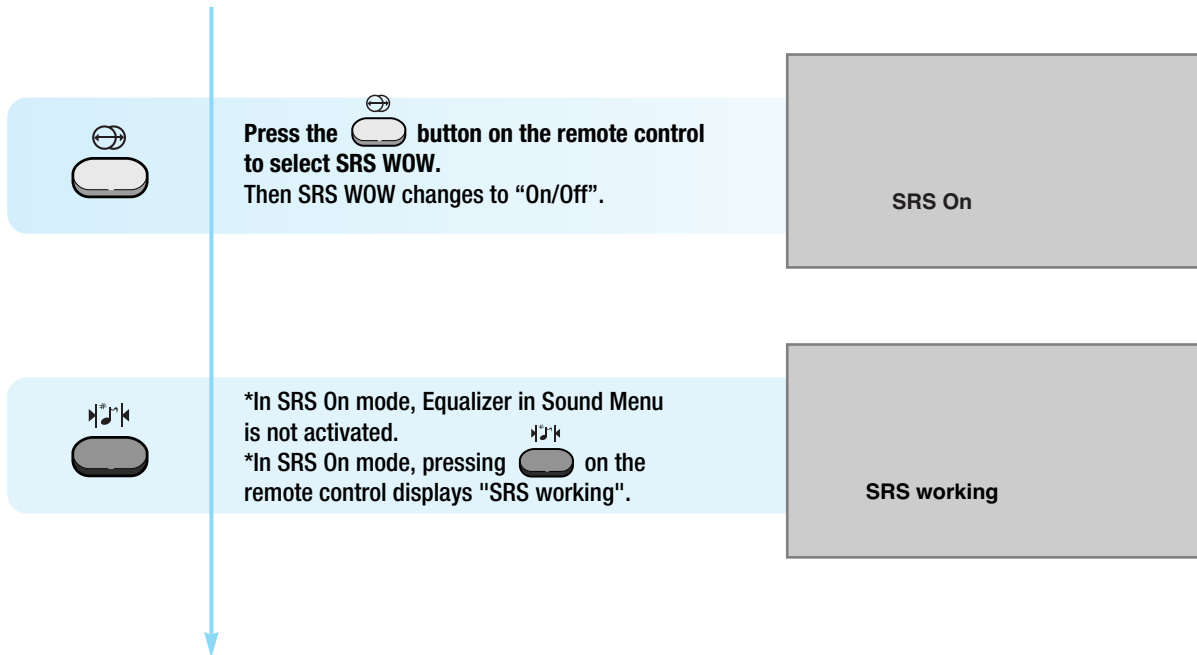 Press the button on the remote control
to select SRS WOW.
Then SRS WOW changes to “On/Off”.
SRS On
*In SRS On mode, Equalizer in Sound Menu
is not activated.
*In SRS On mode, pressing on the
remote control displays "SRS working".
SRS working